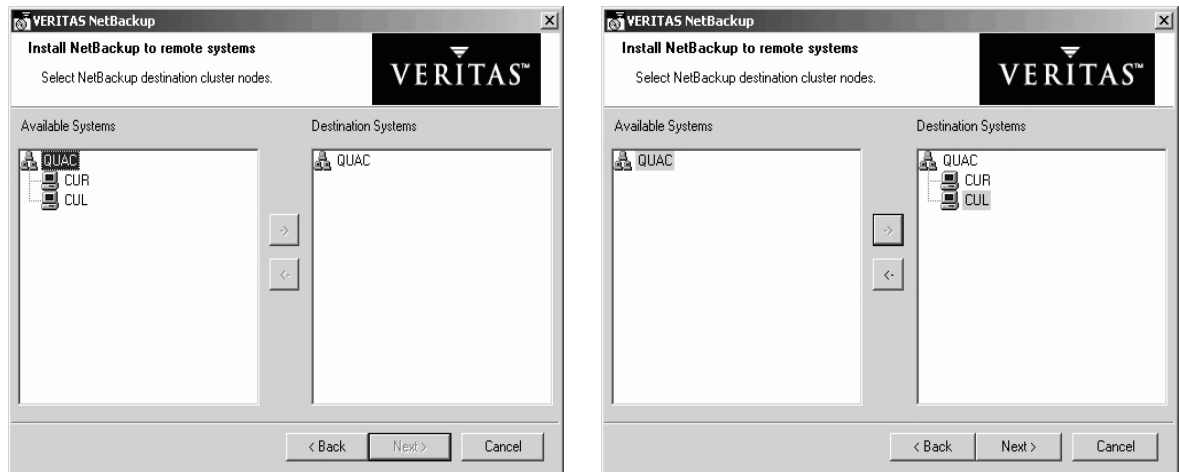 VERITAS NetBackup
Install NetBackup to remote systems
Select NetBackup destination cluster nodes.
VERITAS™
Available Systems
Destination Systems
QUAC
CUR
CUL
QUAC
->
<-
< Back
Next >
Cancel
VERITAS NetBackup
Install NetBackup to remote systems
Select NetBackup destination cluster nodes.
VERITAS™
Available Systems
Destination Systems
QUAC
QUAC
CUR
CUL
->
<-
< Back
Next >
Cancel